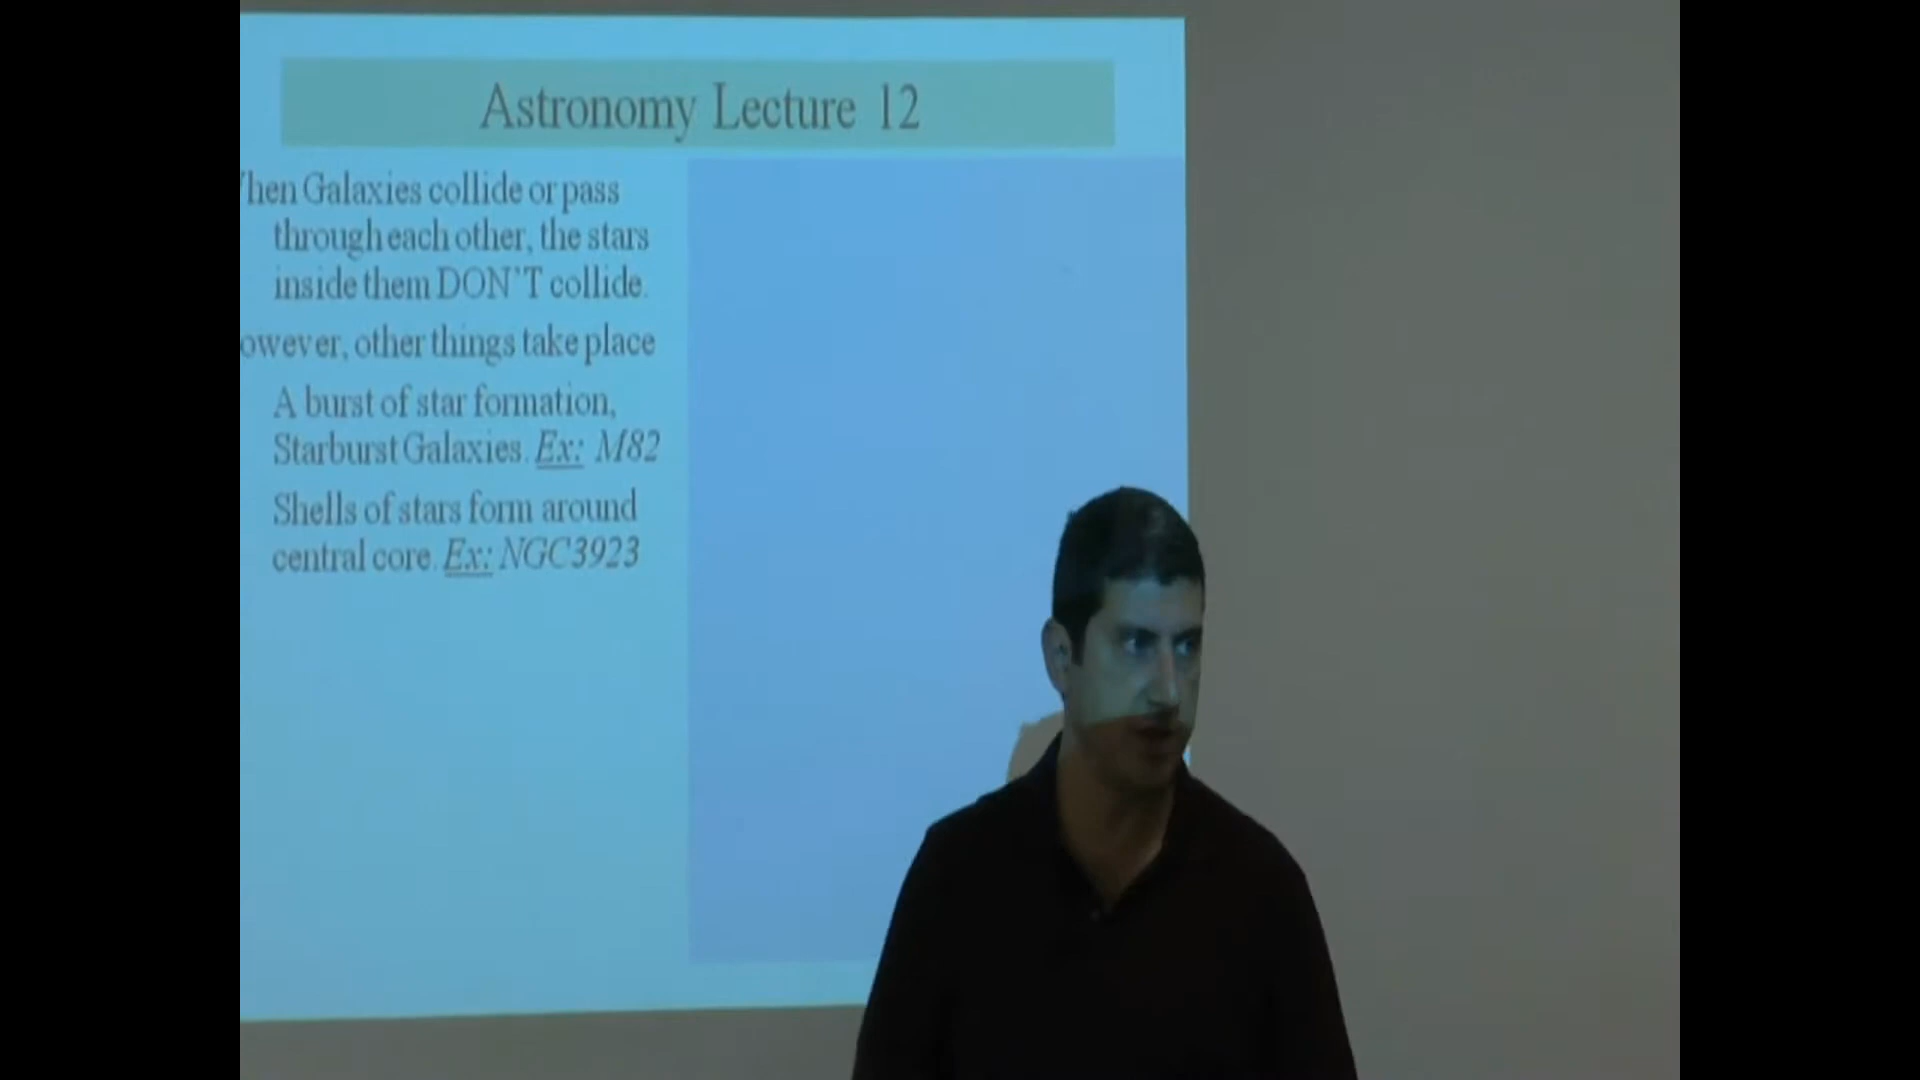 Astronomy Lecture 12
hen Galaxies collide or pass
through each other, the stars
inside them DON'T collide.
owever, other things take place
A burst of star formation,
Starburst Galaxies. Ex: M82
Shells of stars form around
central core. Ex: NGC3923